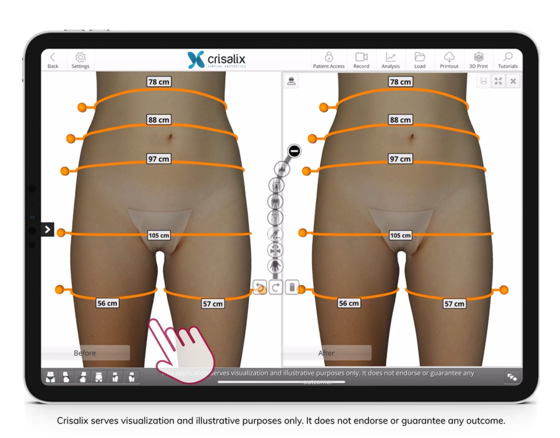 Back
Settings
crisalix
VIRTUAL AESTHETICS
Patient Access
Record
Analysis
Load
Printout
3D Print
Tutorials
78 cm
88 cm
97 cm
105 cm
56 cm
57 cm
Before
78 cm
88 cm
97 cm
105 cm
56 cm
57 cm
After
serves visualization and illustrative purposes only. It does not endorse or guarantee any
outcome.
Crisalix serves visualization and illustrative purposes only. It does not endorse or guarantee any outcome.